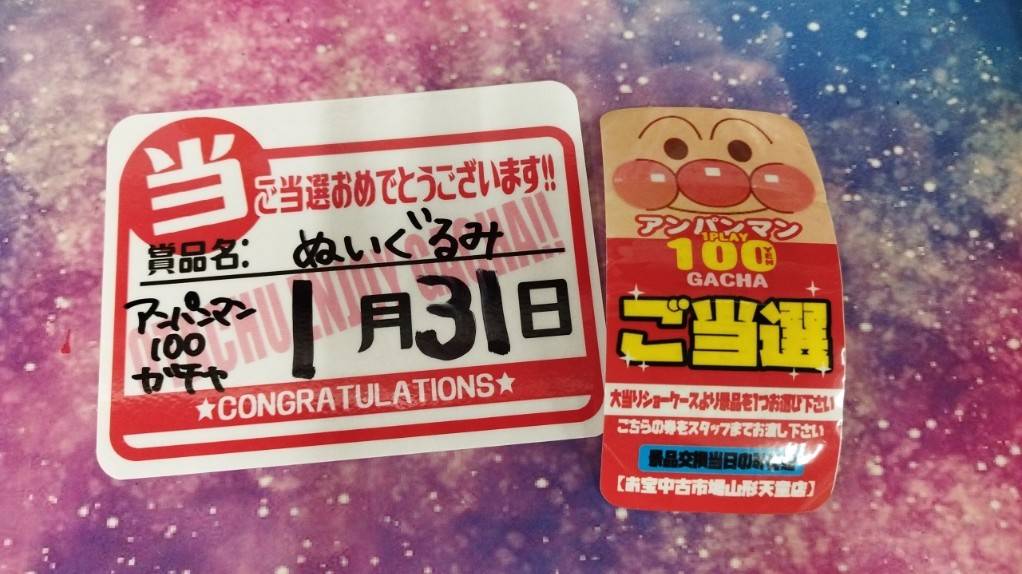 当
ご当選おめでとうございます!!
賞品名: ぬいぐるみ
アンパンマン
100
ガチャ
1月31日
ENJOY GACHA!!
★CONGRATULATIONS★
アンパンマン
1PLAY
100 YEN
GACHA
ご当選
大当りショーケースより景品を1つお選び下さい
こちらの券をスタッフまでお渡し下さい
景品交換当日のみ
【お宝中古市場山形天童店】